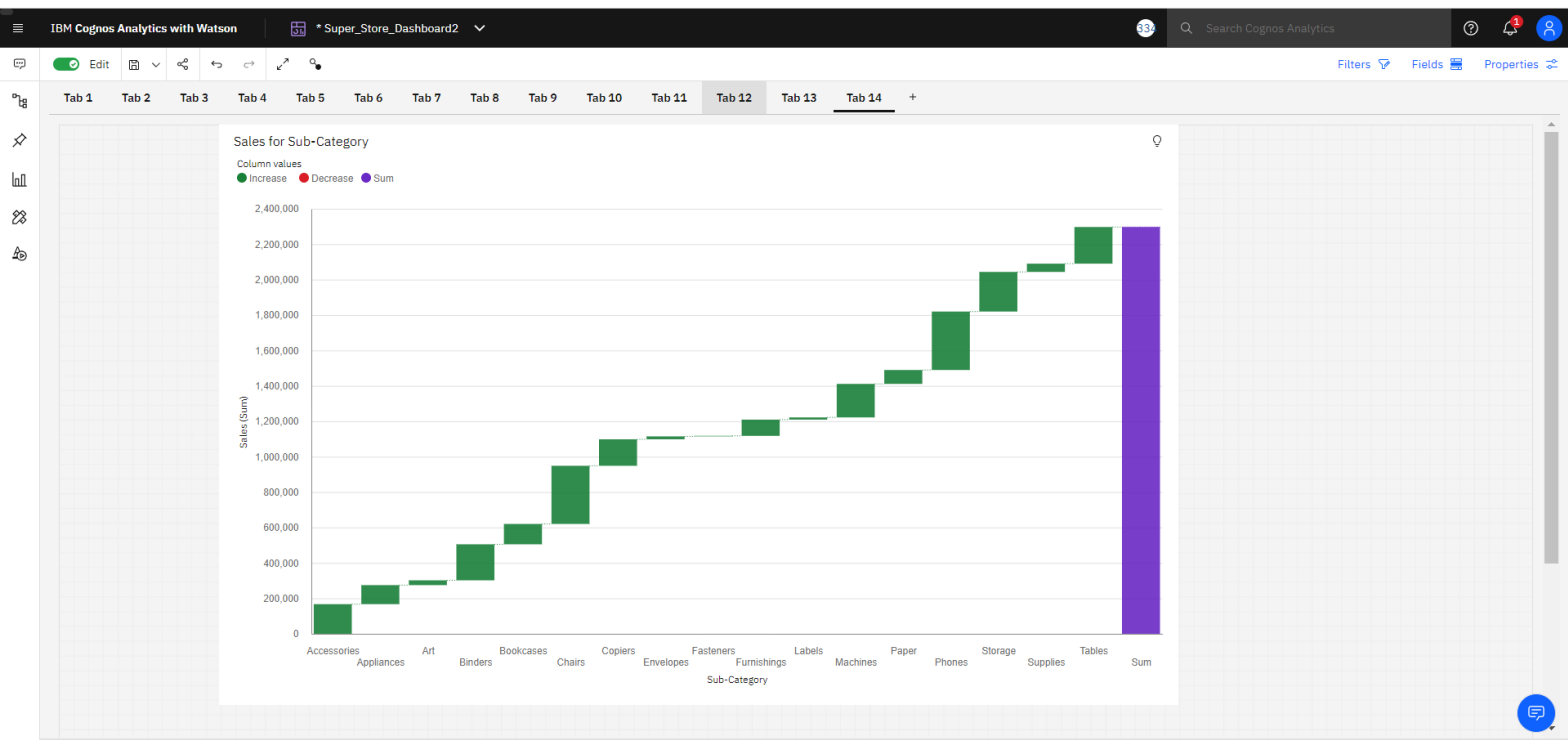 IBM Cognos Analytics with Watson
* Super_Store_Dashboard2
334
Search Cognos Analytics
1
Edit
Filters
Fields
Properties
Tab 1 Tab 2 Tab 3 Tab 4 Tab 5 Tab 6 Tab 7 Tab 8 Tab 9 Tab 10 Tab 11 Tab 12 Tab 13 Tab 14 +
Sales for Sub-Category
Column values
Increase Decrease Sum
2,400,000
2,200,000
2,000,000
1,800,000
1,600,000
1,400,000
1,200,000
1,000,000
800,000
600,000
400,000
200,000
0
Sales (Sum)
Accessories Art Bookcases Copiers Fasteners Labels Paper Storage Tables
Appliances Binders Chairs Envelopes Furnishings Machines Phones Supplies Sum
Sub-Category